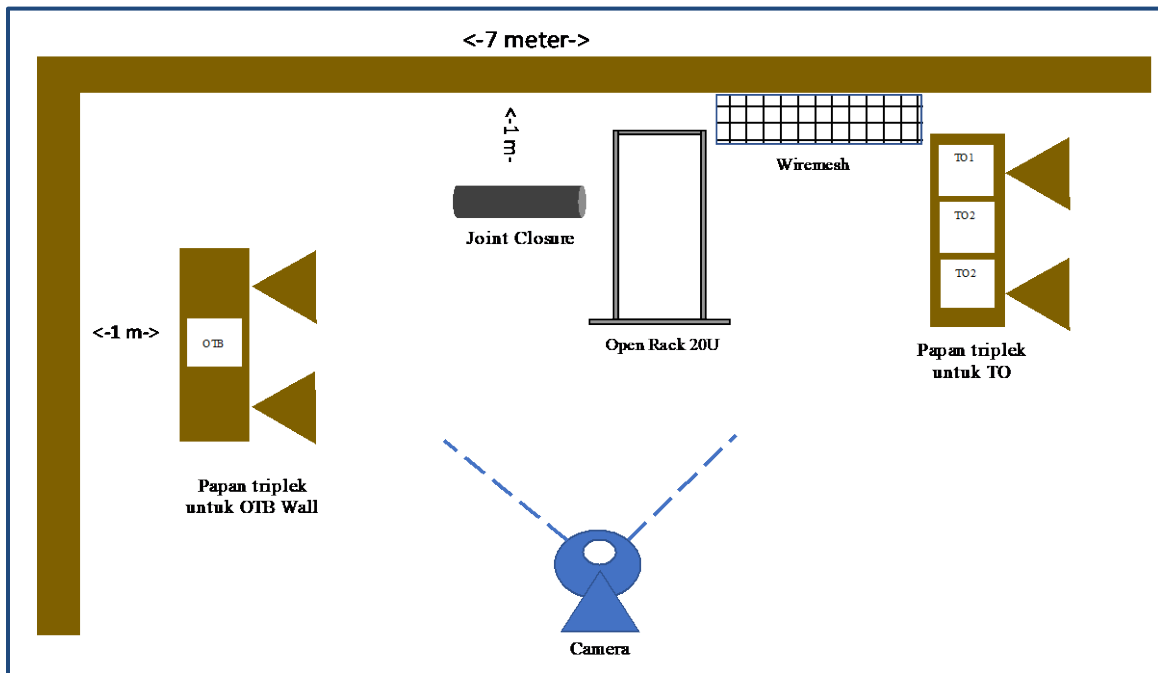 <-7 meter->
<-1 m-
Wiremesh
TO1
TO2
TO2
Joint Closure
OTB
<-1 m->
Open Rack 20U
Papan triplek
untuk TO
Papan triplek
untuk OTB Wall
Camera